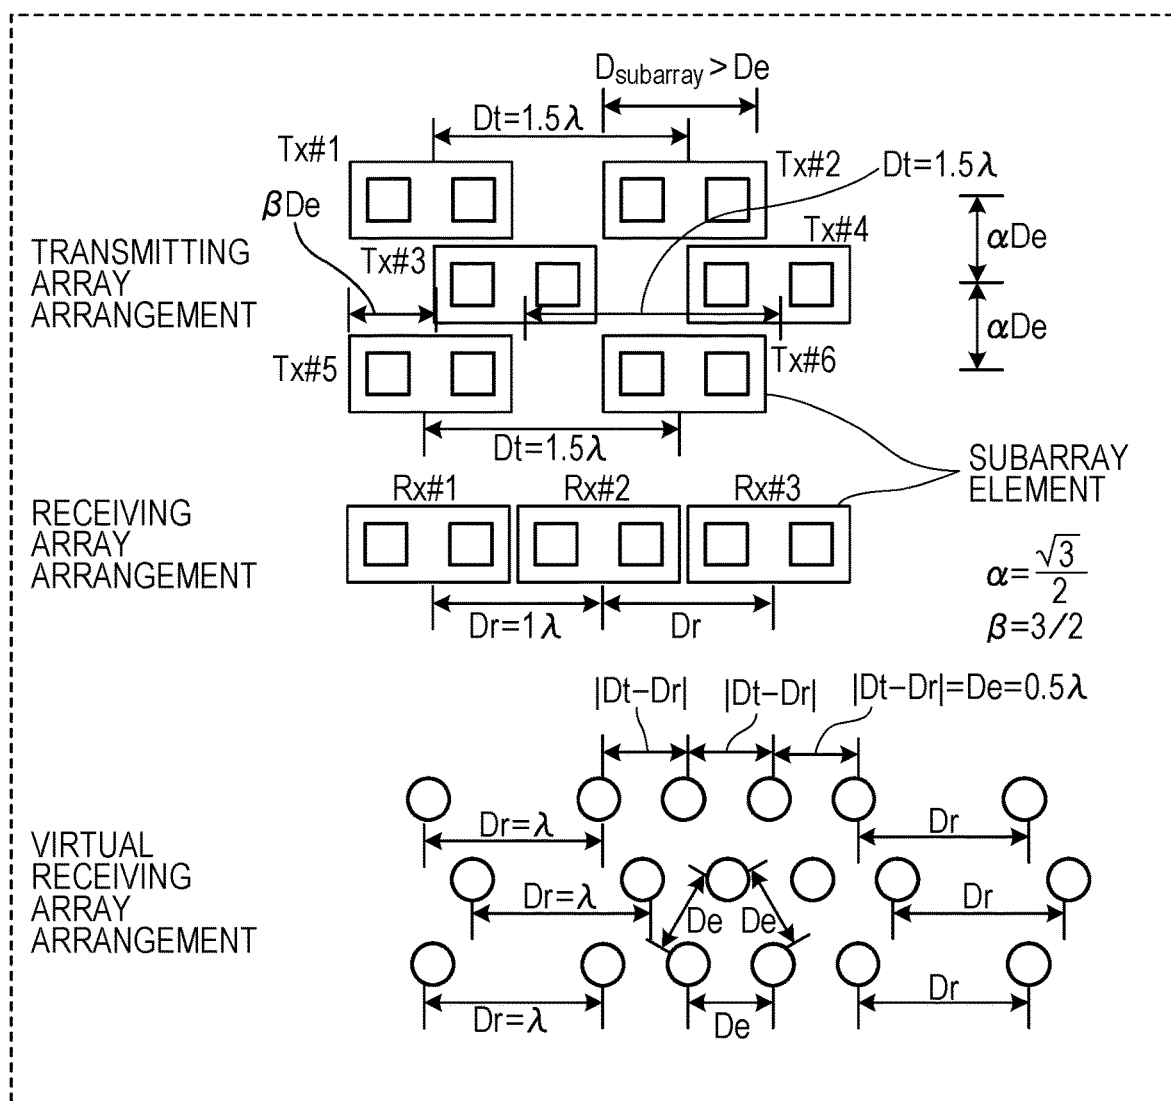 D_subarray > De
Dt=1.5λ
Tx#1
Tx#2
Dt=1.5λ
βDe
Tx#3
Tx#4
αDe
TRANSMITTING
ARRAY
ARRANGEMENT
αDe
Tx#5
Tx#6
Dt=1.5λ
SUBARRAY
ELEMENT
Rx#1
Rx#2
Rx#3
RECEIVING
ARRAY
ARRANGEMENT
α=√3/2
β=3/2
Dr=1λ
Dr
|Dt−Dr|
|Dt−Dr|
|Dt−Dr|=De=0.5λ
VIRTUAL
RECEIVING
ARRAY
ARRANGEMENT
Dr=λ
Dr
Dr=λ
De
De
Dr
Dr=λ
De
Dr